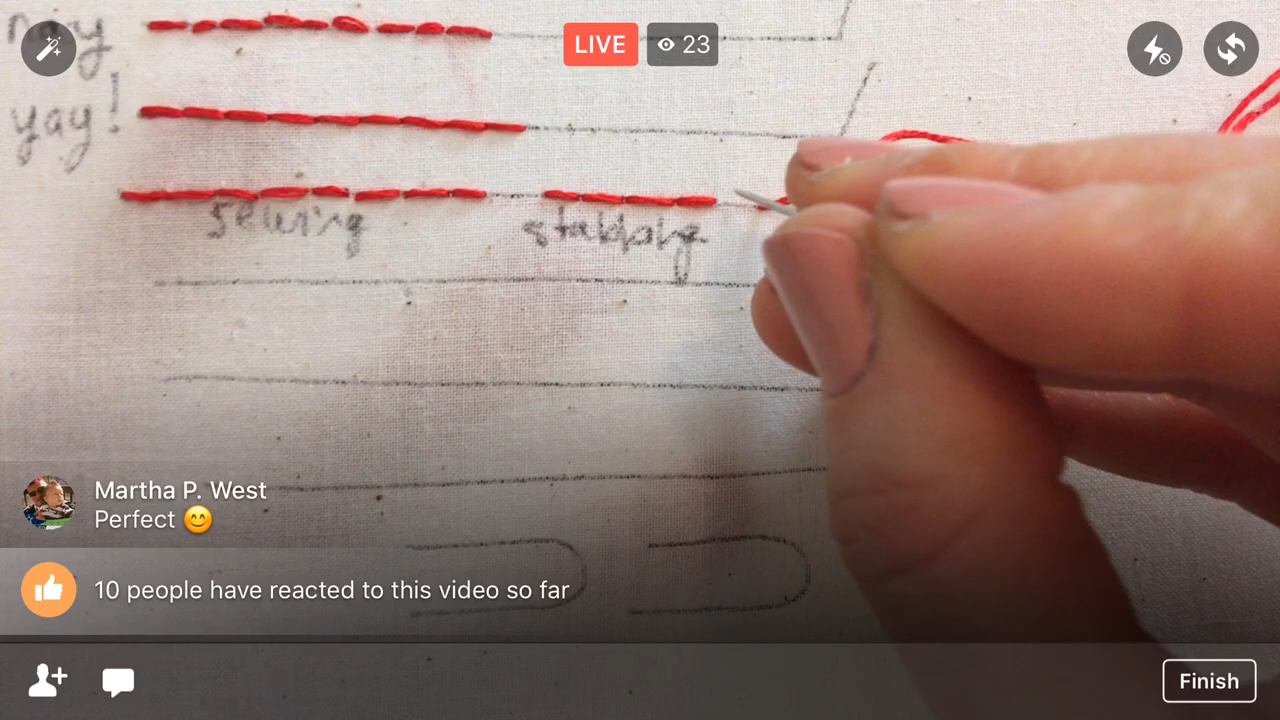 LIVE 23
yay!
sewing stabbing
Martha P. West
Perfect 😊
10 people have reacted to this video so far
Finish